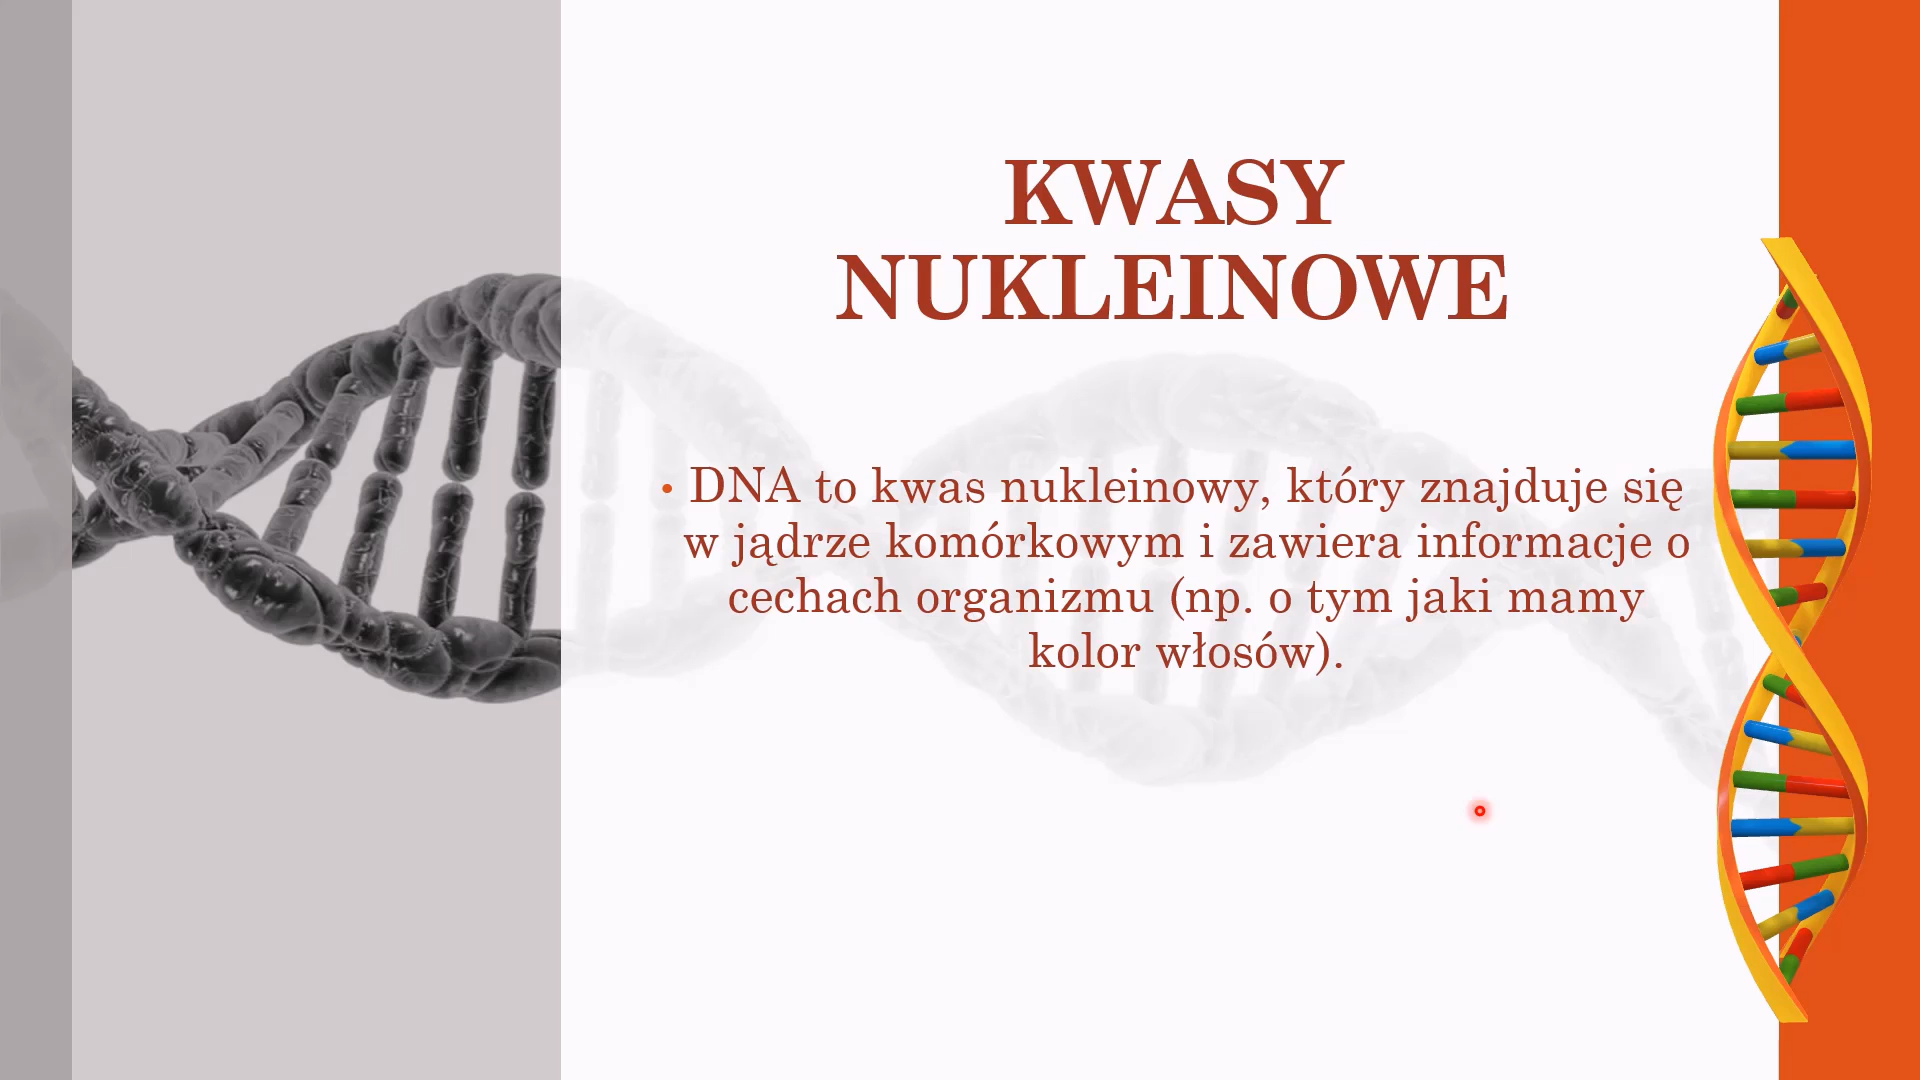 KWASY
NUKLEINOWE
• DNA to kwas nukleinowy, który znajduje się
w jądrze komórkowym i zawiera informacje o
cechach organizmu (np. o tym jaki mamy
kolor włosów).